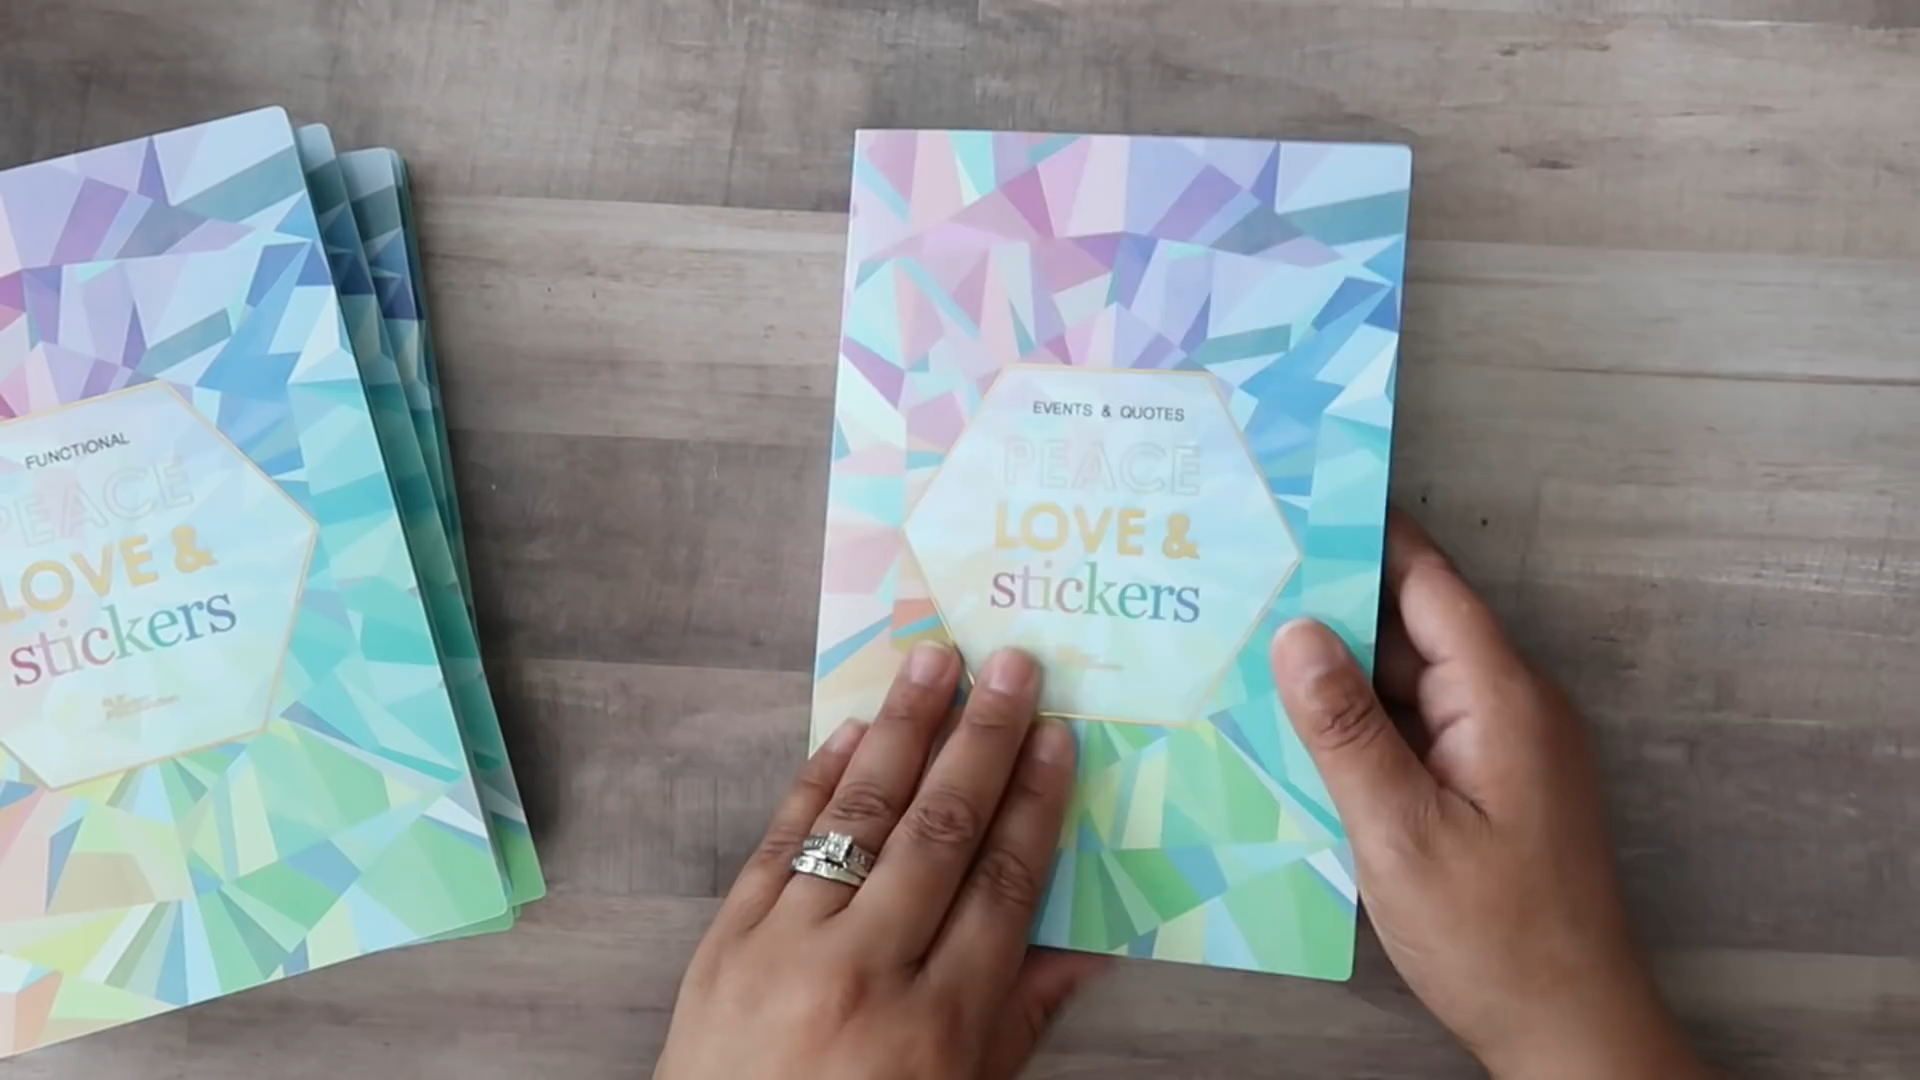 FUNCTIONAL
PEACE
LOVE &
stickers
EVENTS & QUOTES
PEACE
LOVE &
stickers